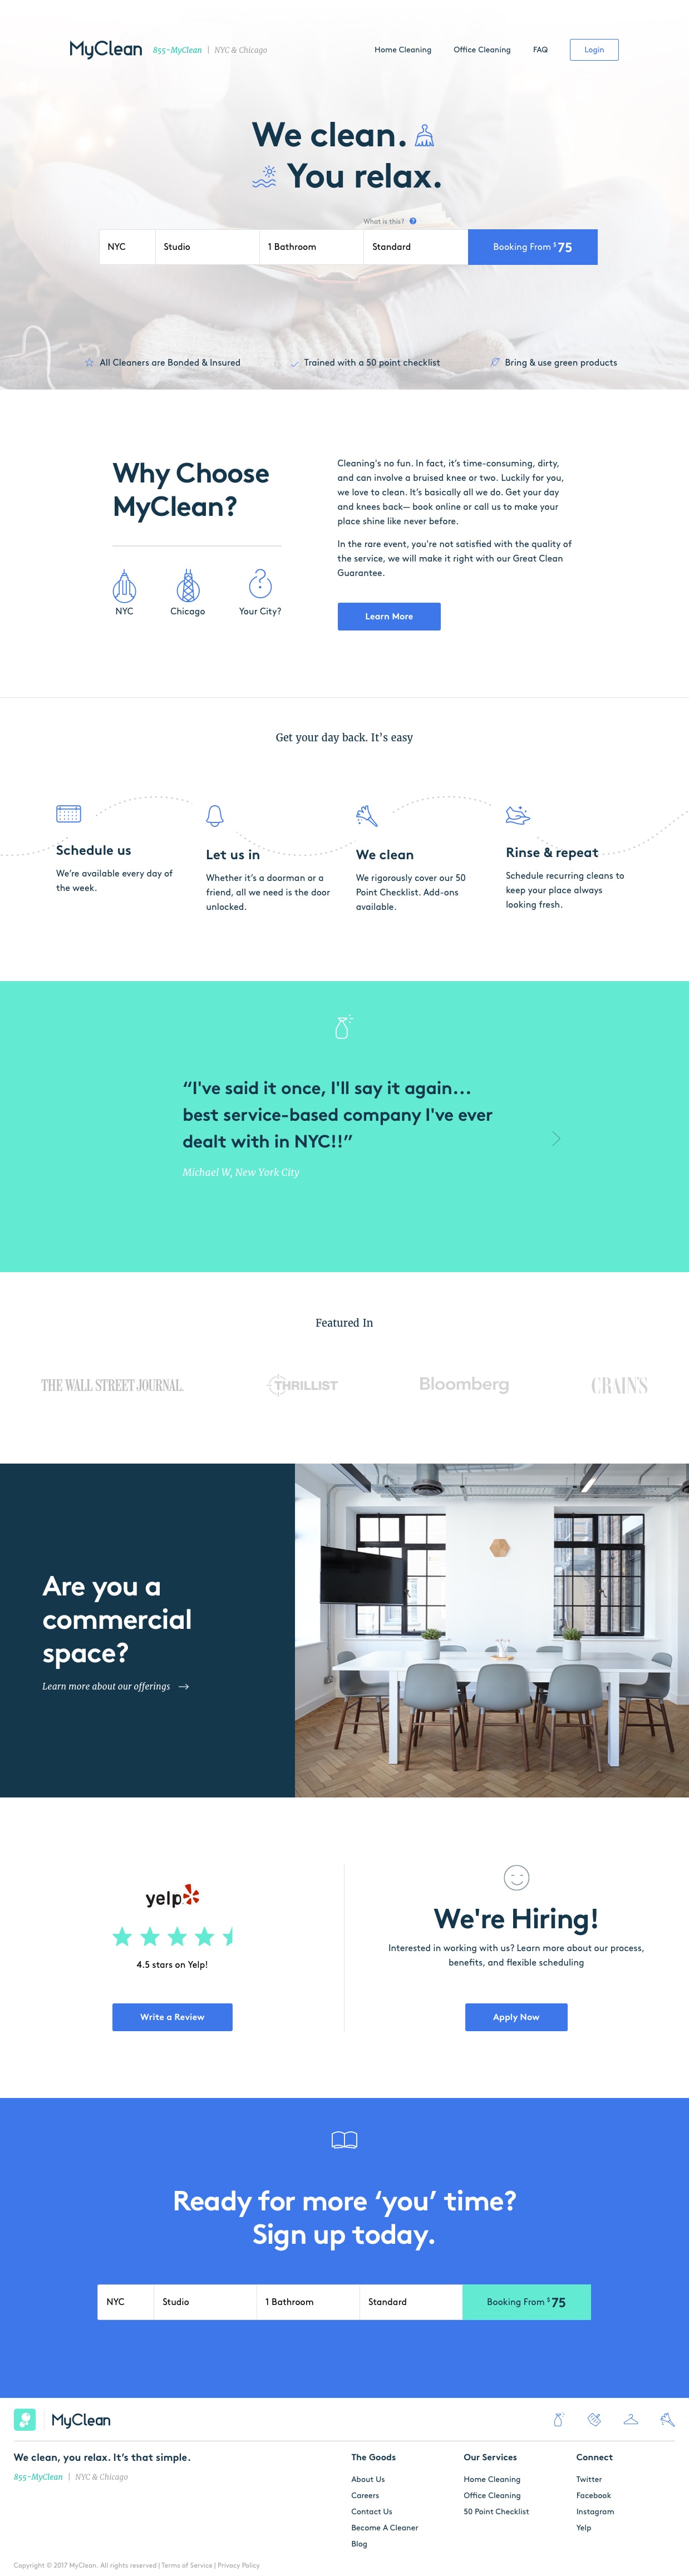 MyClean 855-MyClean | NYC & Chicago Home Cleaning Office Cleaning FAQ Login
We clean.
You relax.
What is this? ?
NYC Studio 1 Bathroom Standard Booking From $75
All Cleaners are Bonded & Insured Trained with a 50 point checklist Bring & use green products
Why Choose
MyClean?
NYC Chicago Your City?
Cleaning's no fun. In fact, it's time-consuming, dirty,
and can involve a bruised knee or two. Luckily for you,
we love to clean. It's basically all we do. Get your day
and knees back— book online or call us to make your
place shine like never before.
In the rare event, you're not satisfied with the quality of
the service, we will make it right with our Great Clean
Guarantee.
Learn More
Get your day back. It's easy
Schedule us
We're available every day of
the week.
Let us in
Whether it's a doorman or a
friend, all we need is the door
unlocked.
We clean
We rigorously cover our 50
Point Checklist. Add-ons
available.
Rinse & repeat
Schedule recurring cleans to
keep your place always
looking fresh.
“I've said it once, I'll say it again...
best service-based company I've ever
dealt with in NYC!!”
Michael W, New York City
Featured In
THE WALL STREET JOURNAL. THRILLIST Bloomberg CRAIN'S
Are you a
commercial
space?
Learn more about our offerings →
yelp
4.5 stars on Yelp!
Write a Review
We're Hiring!
Interested in working with us? Learn more about our process,
benefits, and flexible scheduling
Apply Now
Ready for more ‘you’ time?
Sign up today.
NYC Studio 1 Bathroom Standard Booking From $75
MyClean
We clean, you relax. It's that simple.
855-MyClean | NYC & Chicago
The Goods
About Us
Careers
Contact Us
Become A Cleaner
Blog
Our Services
Home Cleaning
Office Cleaning
50 Point Checklist
Connect
Twitter
Facebook
Instagram
Yelp
Copyright © 2017 MyClean. All rights reserved | Terms of Service | Privacy Policy